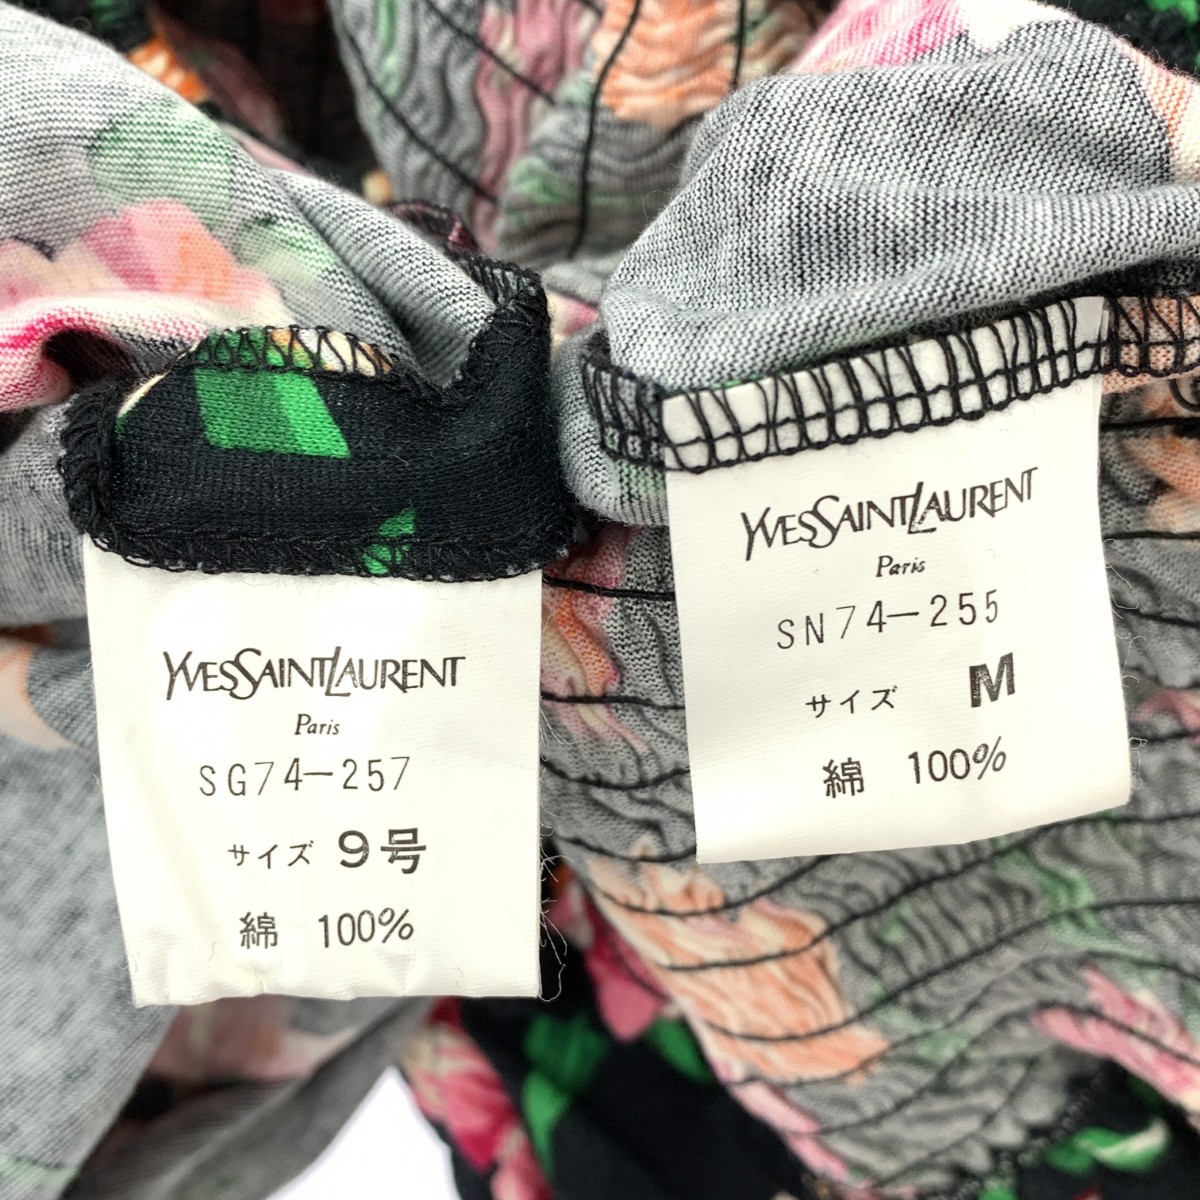 YVESSAINTLAURENT
Paris
SG74-257
サイズ 9号
綿 100%
YVESSAINTLAURENT
Paris
SN74-255
サイズ M
綿 100%